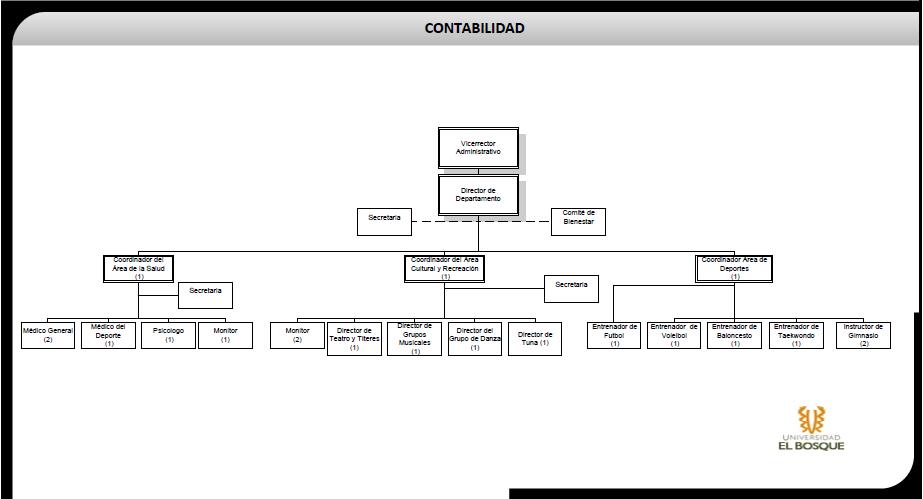 CONTABILIDAD
Vicerrector
Administrativo
Director de
Departamento
Secretaria
Comité de
Bienestar
Coordinador del
Área de la Salud
(1)
Coordinador del Área
Cultural y Recreación
(1)
Coordinador Área de
Deportes
(1)
Secretaria
Secretaria
Médico General
(2)
Médico del
Deporte
(1)
Psicologo
(1)
Monitor
(1)
Monitor
(2)
Director de
Teatro y Titeres
(1)
Director de
Grupos
Musicales
(1)
Director del
Grupo de Danza
(1)
Director de
Tuna (1)
Entrenador de
Futbol
(1)
Entrenador de
Voleibol
(1)
Entrenador de
Baloncesto
(1)
Entrenador de
Taekwondo
(1)
Instructor de
Gimnasio
(2)
UNIVERSIDAD
EL BOSQUE